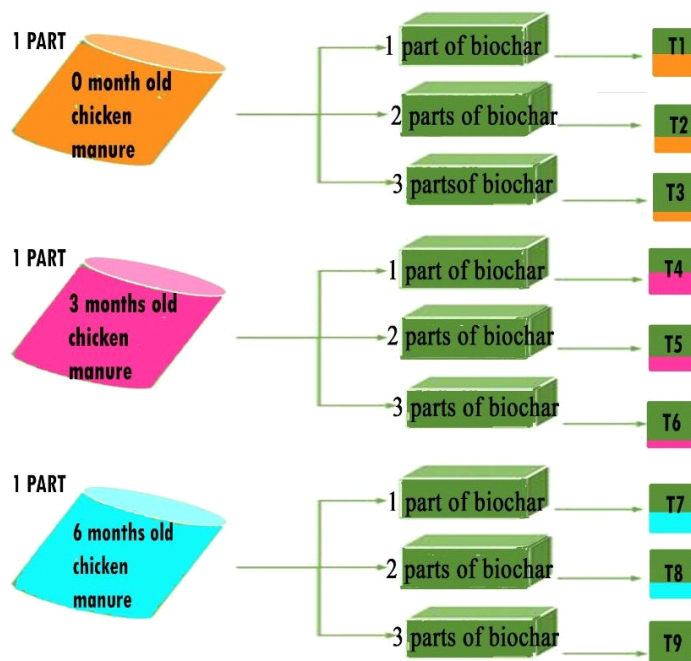 1 PART
0 month old
chicken
manure
1 part of biochar
T1
2 parts of biochar
T2
3 partsof biochar
T3
1 PART
3 months old
chicken
manure
1 part of biochar
T4
2 parts of biochar
T5
3 parts of biochar
T6
1 PART
6 months old
chicken
manure
1 part of biochar
T7
2 parts of biochar
T8
3 parts of biochar
T9